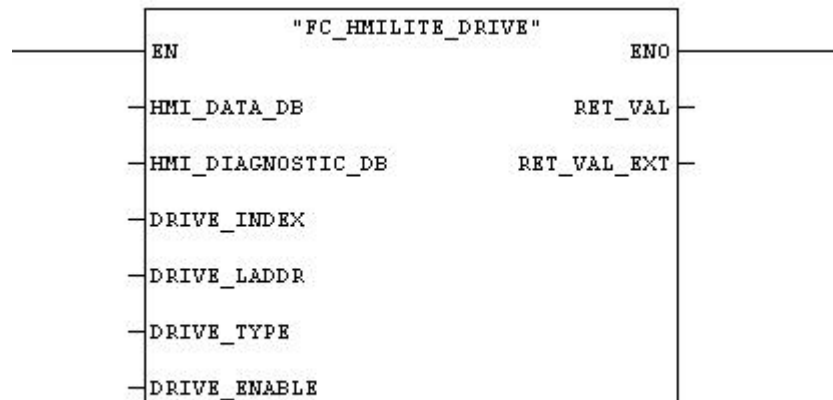 "FC_HMILITE_DRIVE"
EN ENO
HMI_DATA_DB RET_VAL
HMI_DIAGNOSTIC_DB RET_VAL_EXT
DRIVE_INDEX
DRIVE_LADDR
DRIVE_TYPE
DRIVE_ENABLE